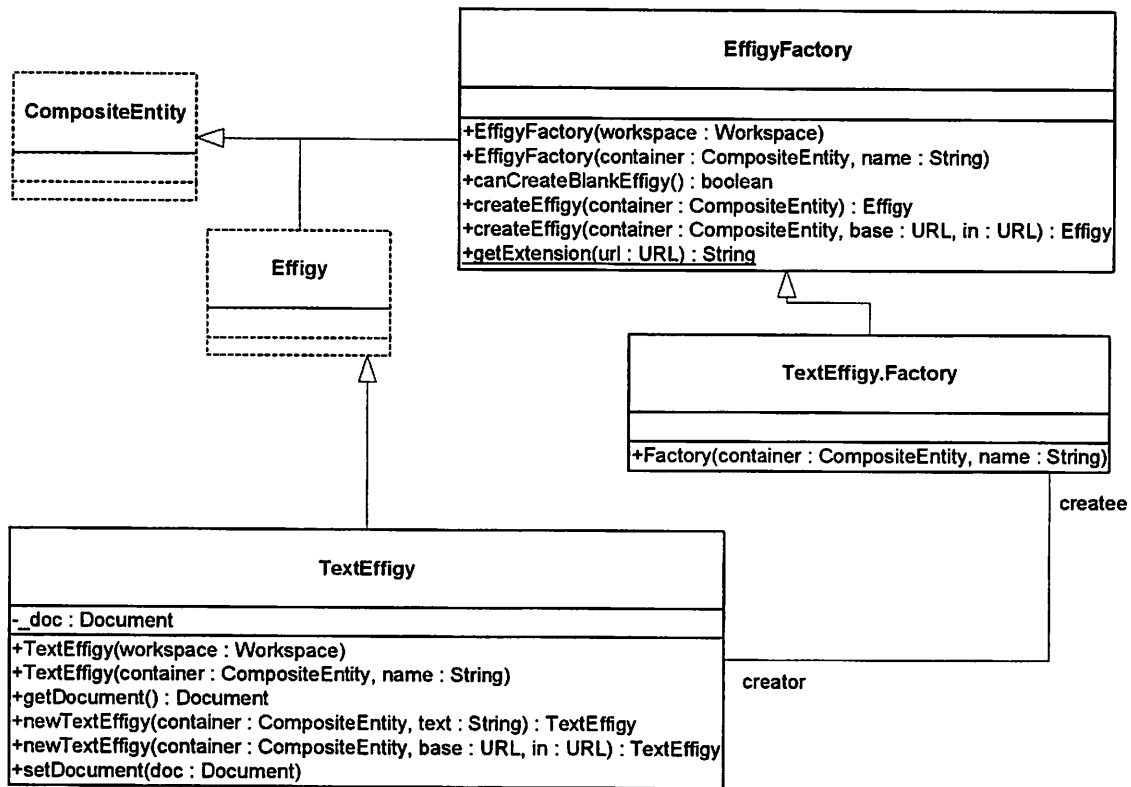 EffigyFactory
CompositeEntity
+EffigyFactory(workspace : Workspace)
+EffigyFactory(container : CompositeEntity, name : String)
+canCreateBlankEffigy() : boolean
+createEffigy(container : CompositeEntity) : Effigy
+createEffigy(container : CompositeEntity, base : URL, in : URL) : Effigy
+getExtension(url : URL) : String
Effigy
TextEffigy.Factory
+Factory(container : CompositeEntity, name : String)
createe
TextEffigy
-_doc : Document
+TextEffigy(workspace : Workspace)
+TextEffigy(container : CompositeEntity, name : String)
+getDocument() : Document
+newTextEffigy(container : CompositeEntity, text : String) : TextEffigy
+newTextEffigy(container : CompositeEntity, base : URL, in : URL) : TextEffigy
+setDocument(doc : Document)
creator